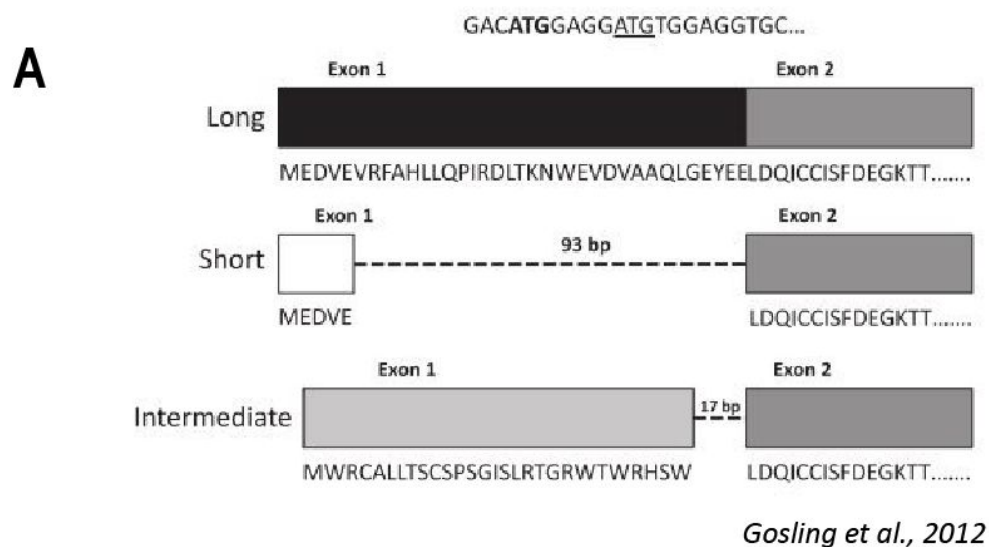 GACATGGAGGATGTGGAGGTGC...
A
Exon 1 Exon 2
Long
MEDVEVRFAHLLQPIRDLTKNWEVDVAAQLGEYEELDQICCISFDEGKTT.......
Exon 1 Exon 2
Short 93 bp
MEDVE LDQICCISFDEGKTT.......
Exon 1 Exon 2
Intermediate 17 bp
MWRCALLTSCSPSGISLRTGRWTWRHSW LDQICCISFDEGKTT.......
Gosling et al., 2012